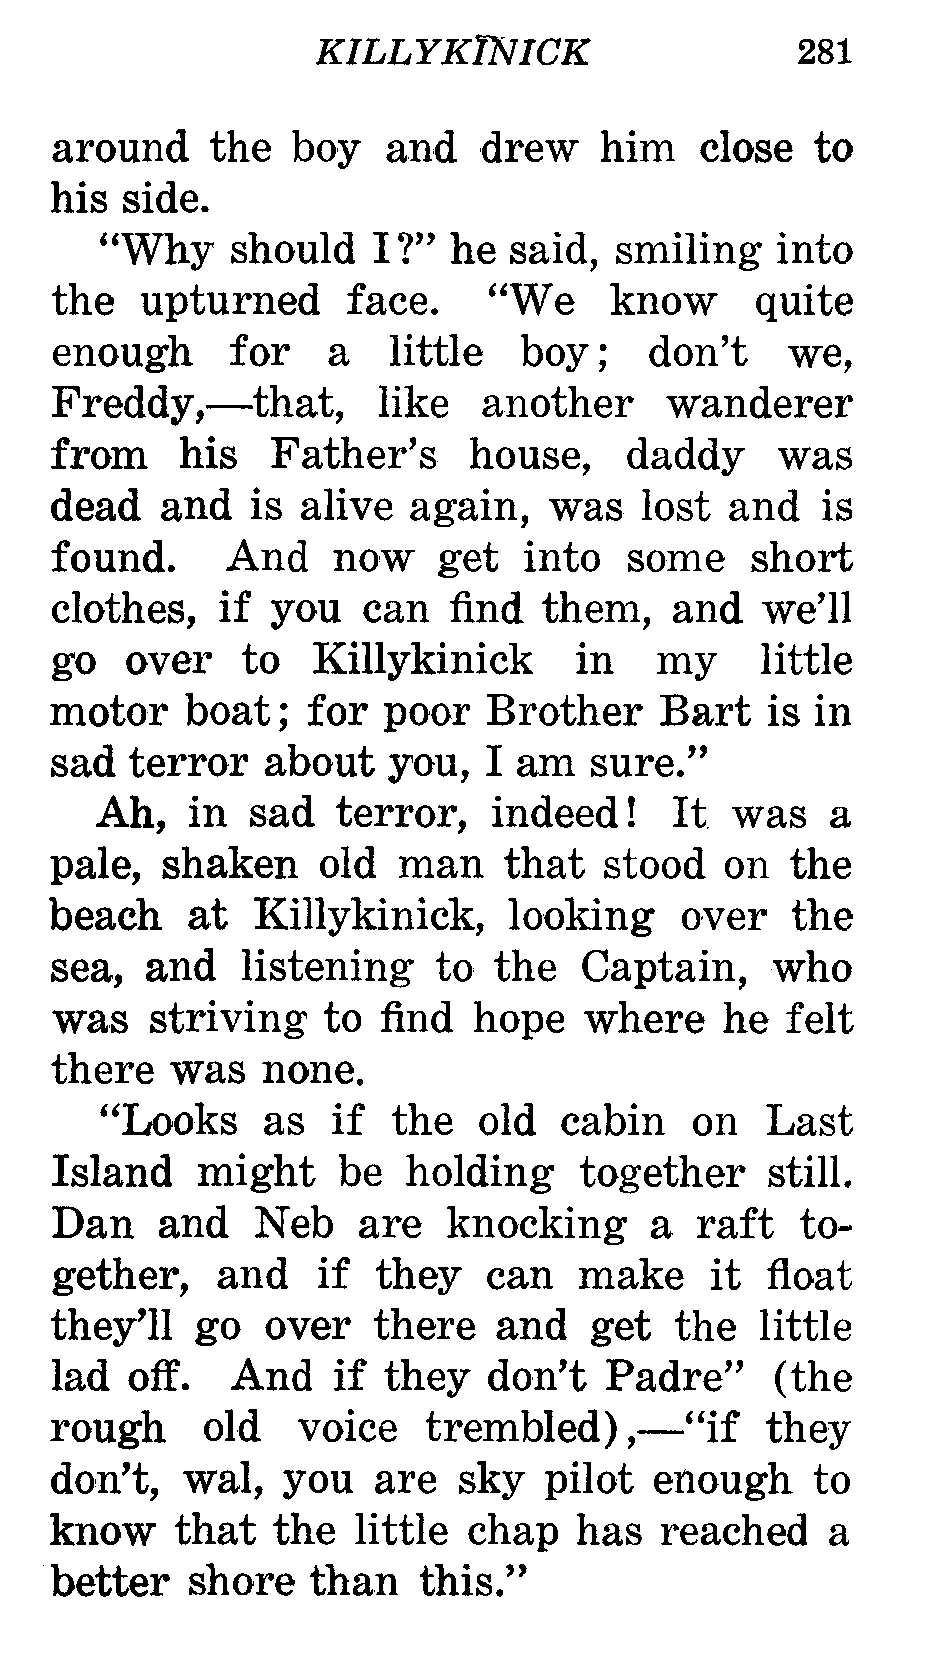 KILLYKINICK 281
around the boy and drew him close to
his side.
“Why should I?” he said, smiling into
the upturned face. “We know quite
enough for a little boy; don’t we,
Freddy,—that, like another wanderer
from his Father’s house, daddy was
dead and is alive again, was lost and is
found. And now get into some short
clothes, if you can find them, and we’ll
go over to Killykinick in my little
motor boat; for poor Brother Bart is in
sad terror about you, I am sure.”
Ah, in sad terror, indeed! It was a
pale, shaken old man that stood on the
beach at Killykinick, looking over the
sea, and listening to the Captain, who
was striving to find hope where he felt
there was none.
“Looks as if the old cabin on Last
Island might be holding together still.
Dan and Neb are knocking a raft to-
gether, and if they can make it float
they’ll go over there and get the little
lad off. And if they don’t Padre” (the
rough old voice trembled),—“if they
don’t, wal, you are sky pilot enough to
know that the little chap has reached a
better shore than this.”